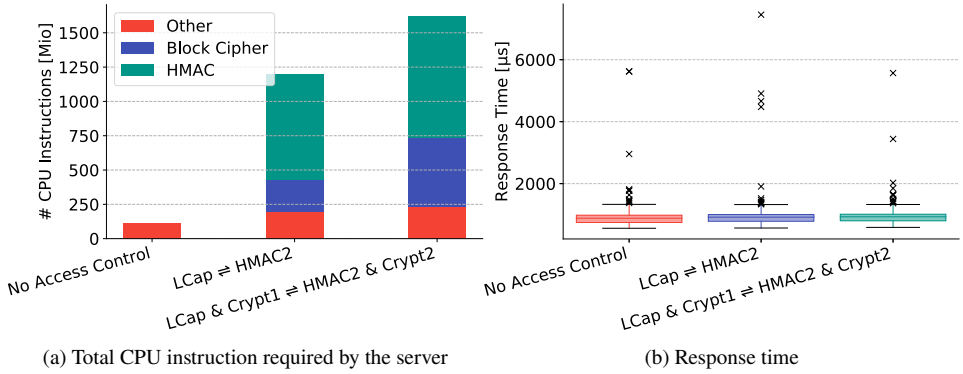 # CPU Instructions [Mio]
1500
1250
1000
750
500
250
0
Other
Block Cipher
HMAC
No Access Control
LCap ⇌ HMAC2
LCap & Crypt1 ⇌ HMAC2 & Crypt2
(a) Total CPU instruction required by the server
Response Time [µs]
6000
4000
2000
No Access Control
LCap ⇌ HMAC2
LCap & Crypt1 ⇌ HMAC2 & Crypt2
(b) Response time